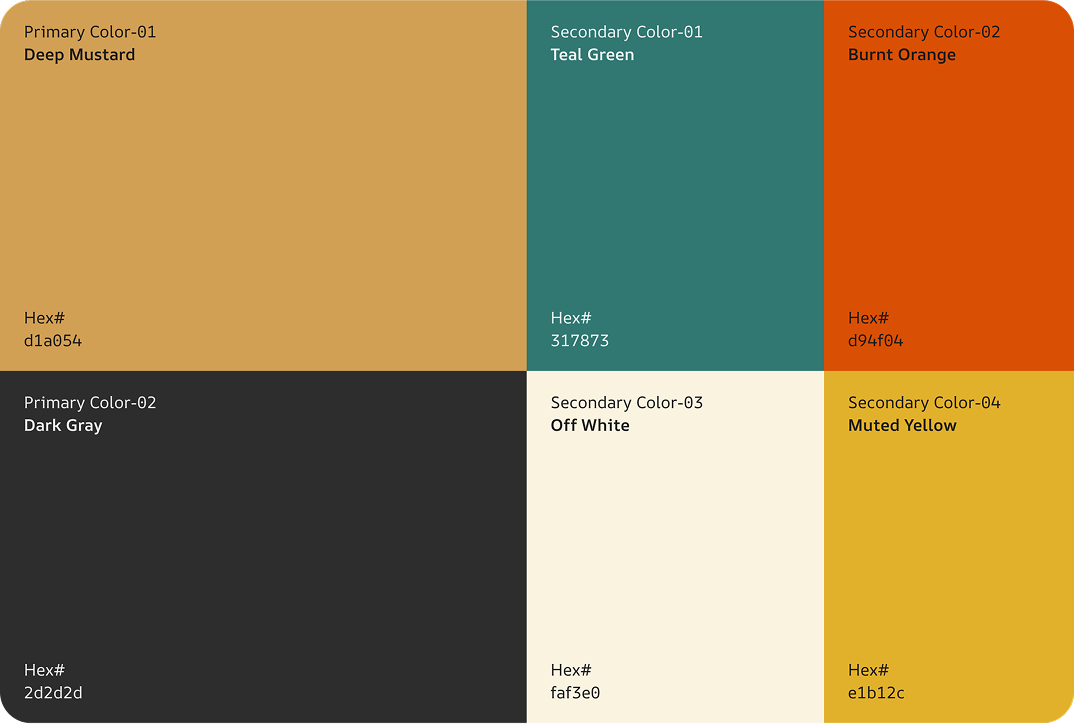 Primary Color-01
Deep Mustard
Hex#
d1a054
Secondary Color-01
Teal Green
Hex#
317873
Secondary Color-02
Burnt Orange
Hex#
d94f04
Primary Color-02
Dark Gray
Hex#
2d2d2d
Secondary Color-03
Off White
Hex#
faf3e0
Secondary Color-04
Muted Yellow
Hex#
e1b12c